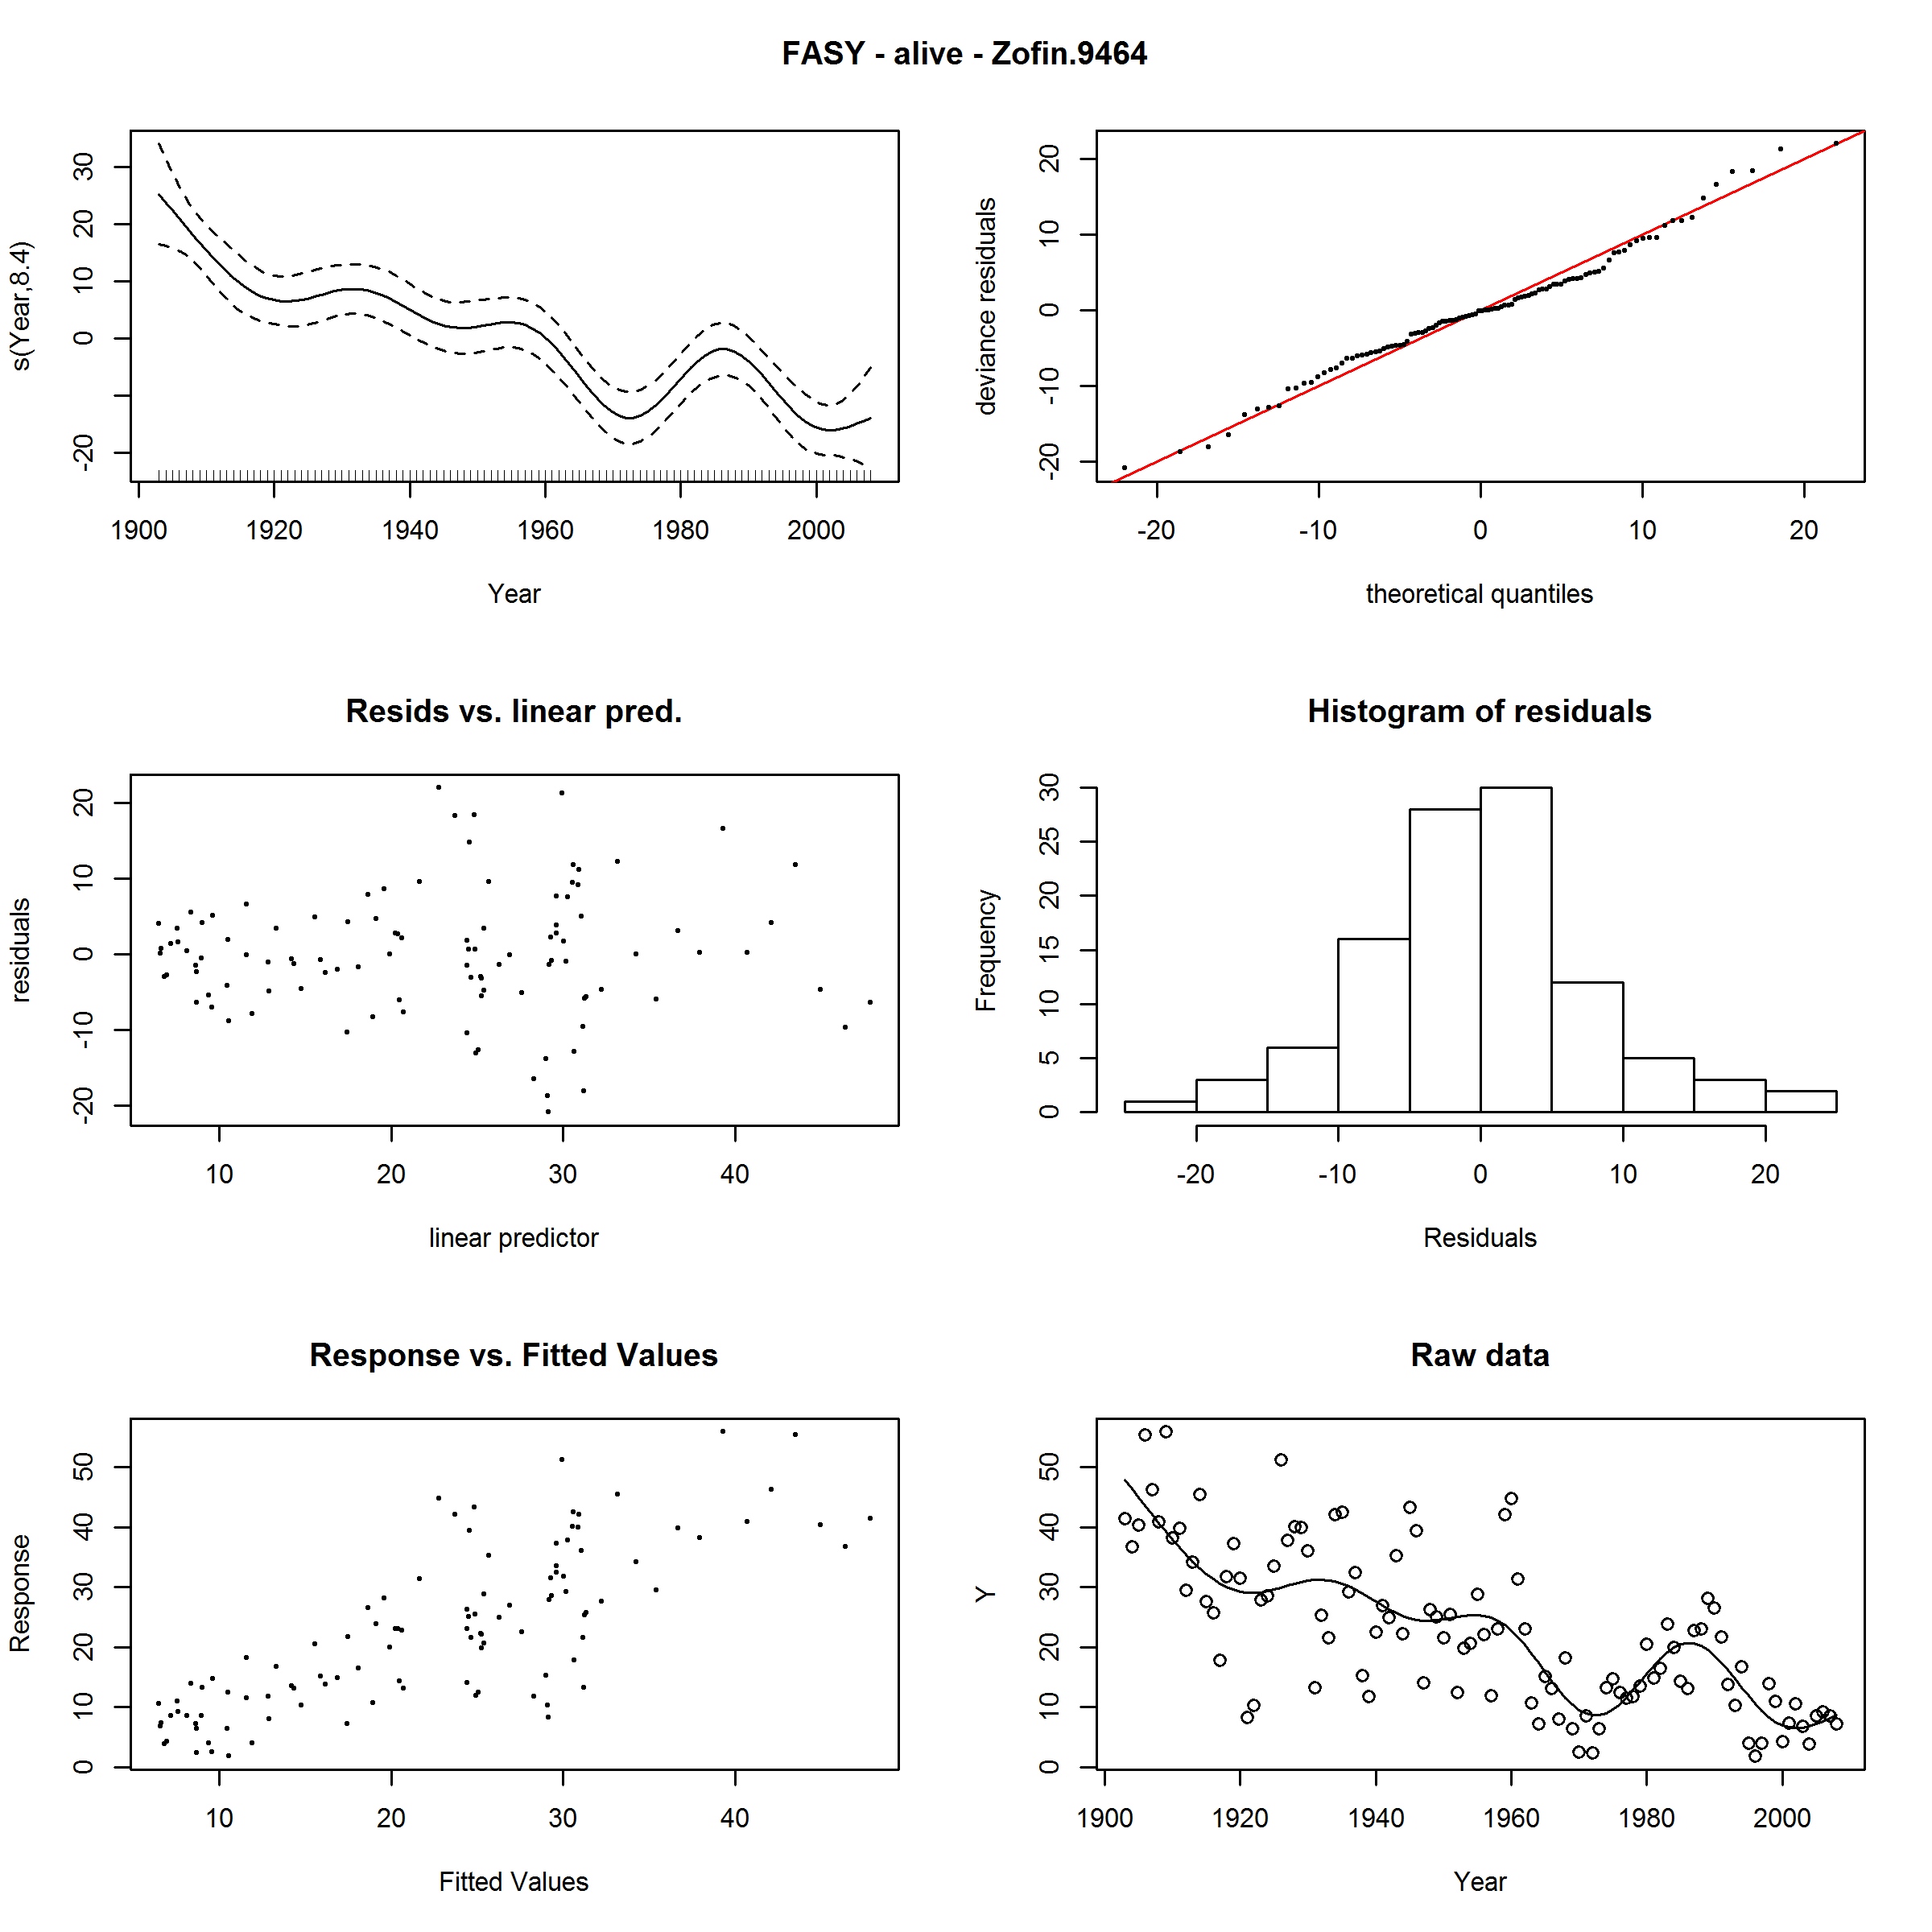 FASY - alive - Zofin.9464
s(Year,8.4)
30
20
10
0
-20
1900 1920 1940 1960 1980 2000
Year
deviance residuals
20
10
0
-10
-20
-20 -10 0 10 20
theoretical quantiles
Resids vs. linear pred.
residuals
20
10
0
-10
-20
10 20 30 40
linear predictor
Histogram of residuals
Frequency
30
25
20
15
10
5
0
-20 -10 0 10 20
Residuals
Response vs. Fitted Values
Response
50
40
30
20
10
0
10 20 30 40
Fitted Values
Raw data
Y
50
40
30
20
10
0
1900 1920 1940 1960 1980 2000
Year